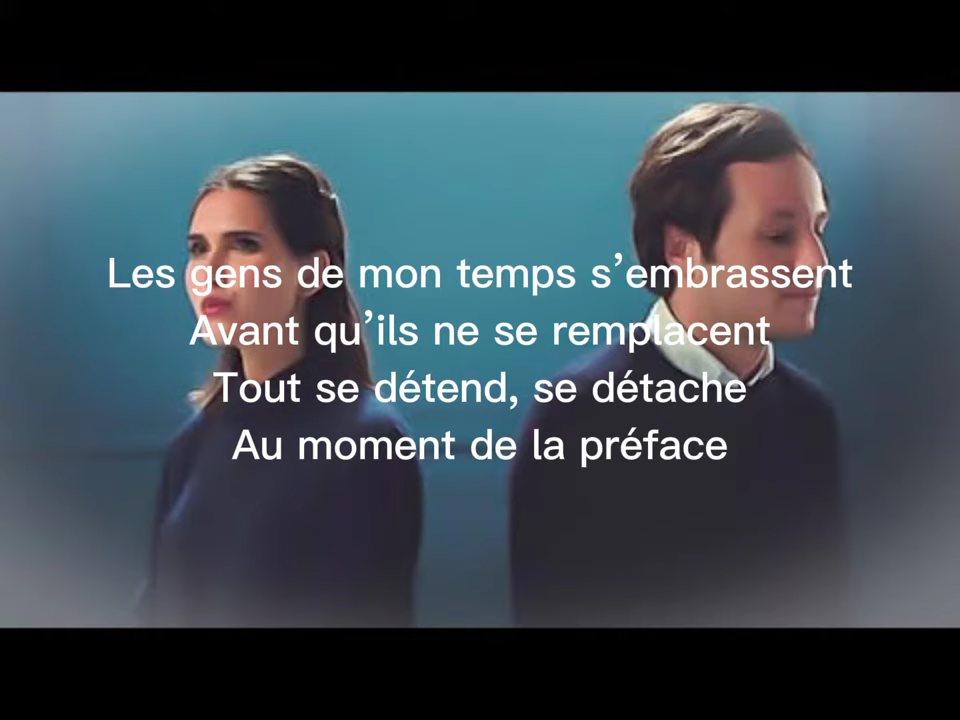 Les gens de mon temps s’embrassent
Avant qu’ils ne se remplacent
Tout se détend, se détache
Au moment de la préface